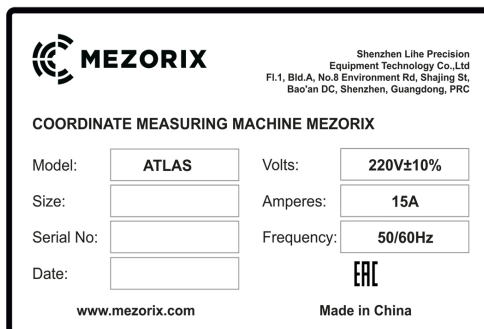 MEZORIX
Shenzhen Lihe Precision
Equipment Technology Co.,Ltd
Fl.1, Bld.A, No.8 Environment Rd, Shajing St,
Bao'an DC, Shenzhen, Guangdong, PRC
COORDINATE MEASURING MACHINE MEZORIX
Model: ATLAS Volts: 220V±10%
Size: Amperes: 15A
Serial No: Frequency: 50/60Hz
Date: EAC
www.mezorix.com Made in China